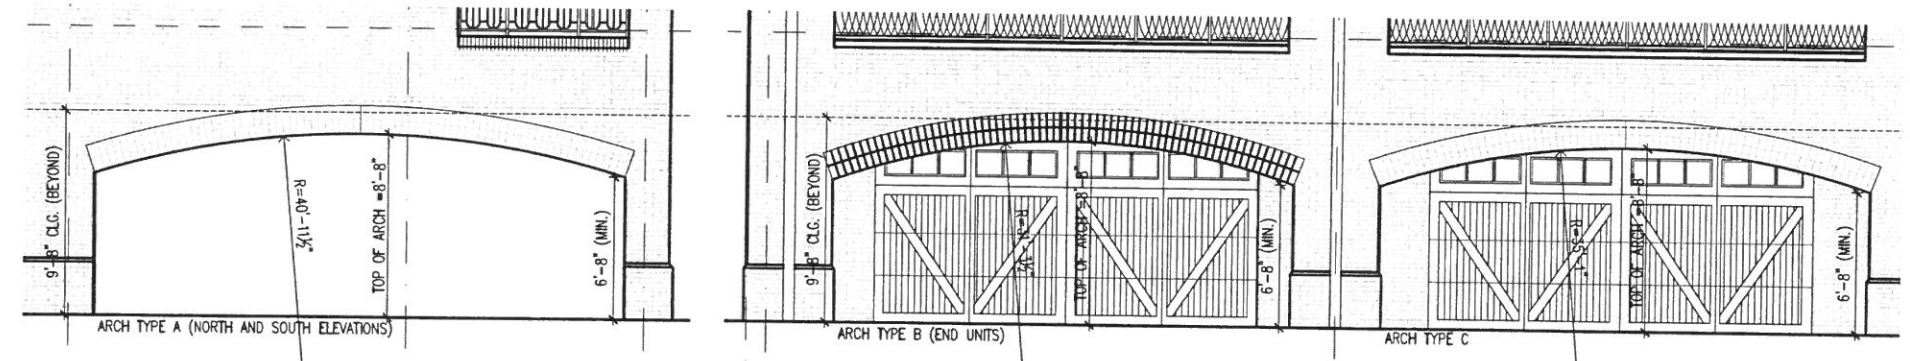 9'-8" CLG. (BEYOND)
R=40'-11½"
TOP OF ARCH =8'-8"
6'-8" (MIN.)
ARCH TYPE A (NORTH AND SOUTH ELEVATIONS)
9'-8" CLG. (BEYOND)
TOP OF ARCH =8'-8"
6'-8" (MIN.)
ARCH TYPE B (END UNITS)
R=35'-1"
TOP OF ARCH =8'-8"
6'-8" (MIN.)
ARCH TYPE C